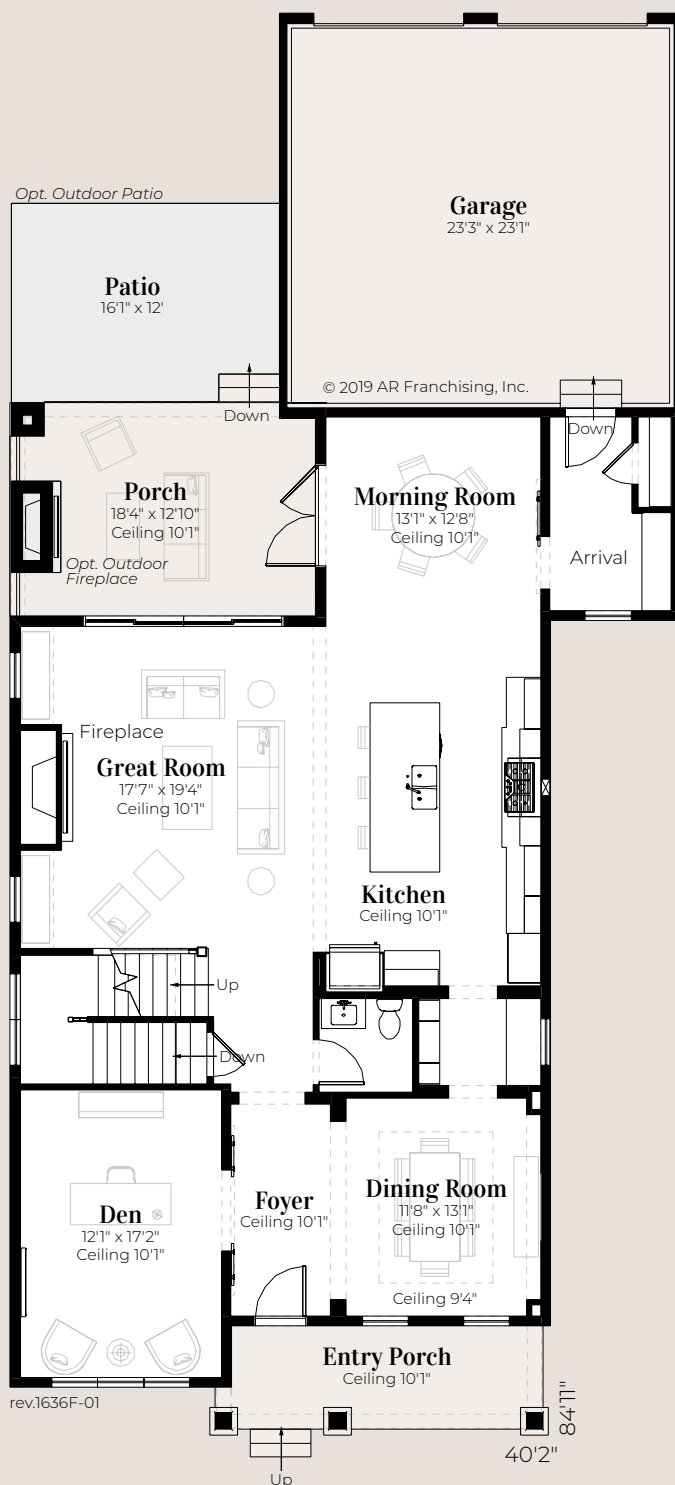 Opt. Outdoor Patio
Garage
23'3" x 23'1"
Patio
16'1" x 12'
© 2019 AR Franchising, Inc.
Down
Down
Porch
18'4" x 12'10"
Ceiling 10'1"
Opt. Outdoor
Fireplace
Morning Room
13'1" x 12'8"
Ceiling 10'1"
Arrival
Fireplace
Great Room
17'7" x 19'4"
Ceiling 10'1"
Kitchen
Ceiling 10'1"
Up
Down
Den
12'1" x 17'2"
Ceiling 10'1"
Foyer
Ceiling 10'1"
Dining Room
11'8" x 13'1"
Ceiling 10'1"
Ceiling 9'4"
Entry Porch
Ceiling 10'1"
rev.1636F-01
84'11"
40'2"
Up